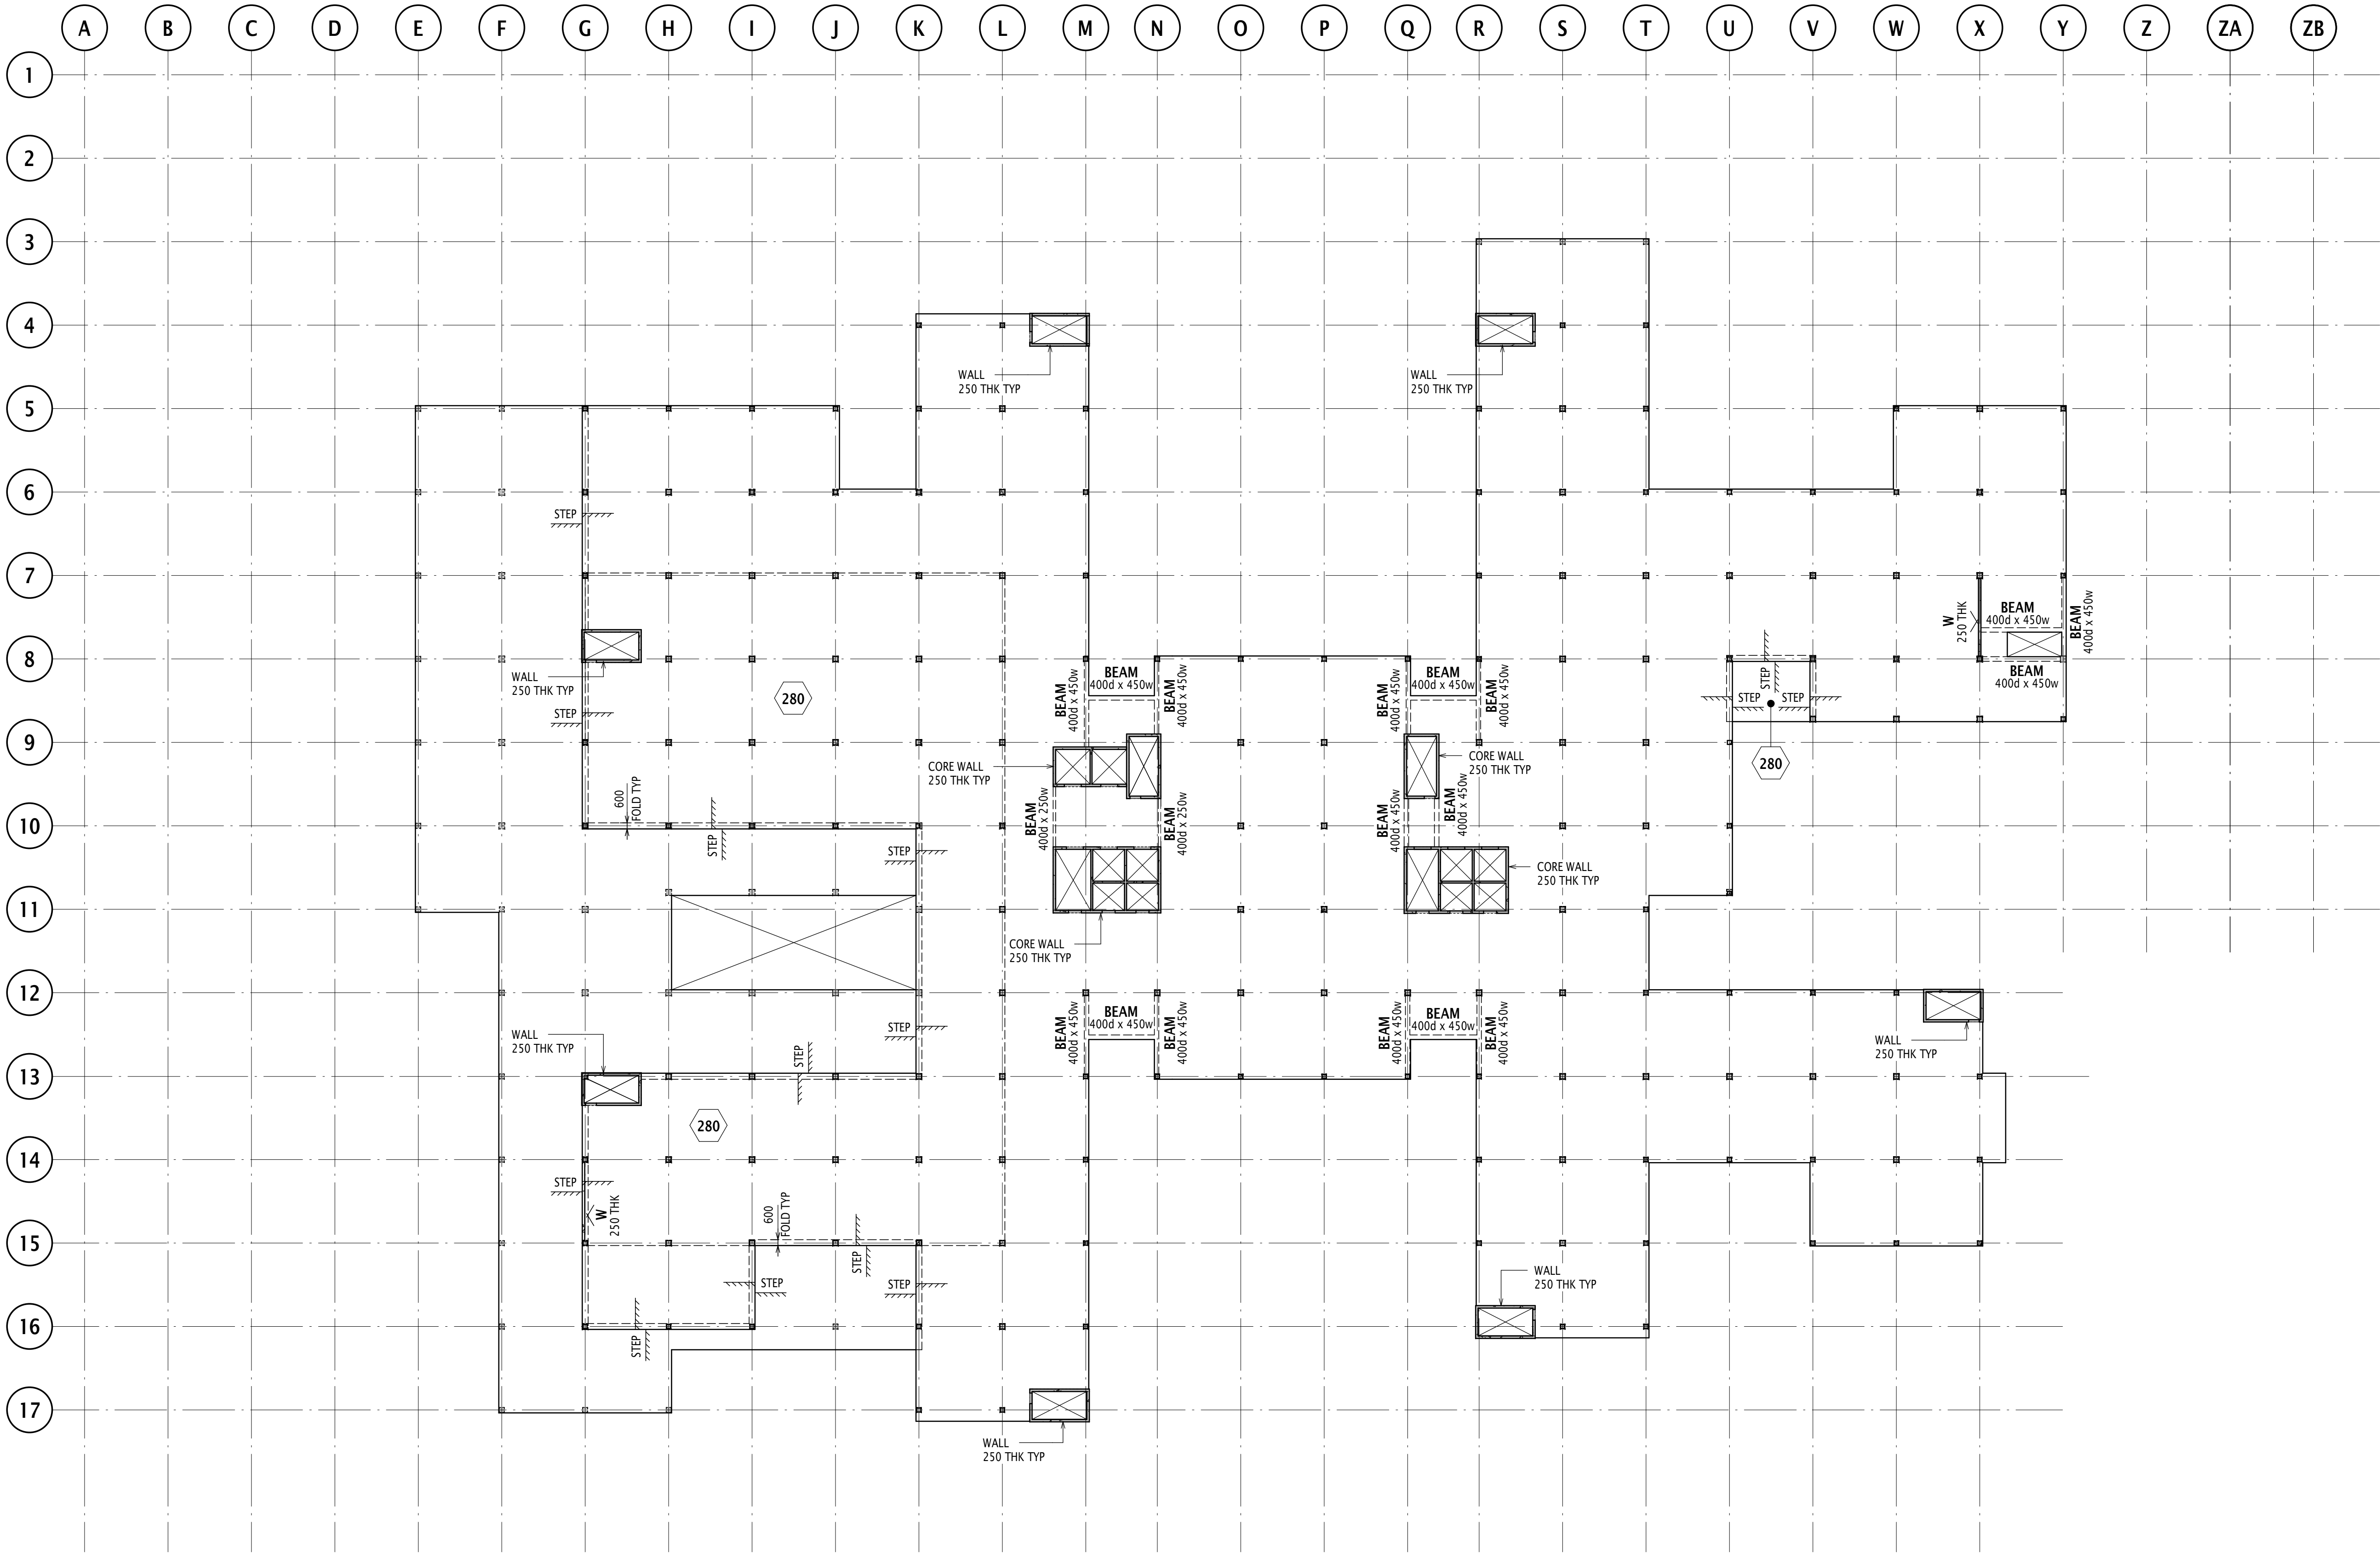 A B C D E F G H I J K L M N O P Q R S T U V W X Y Z ZA ZB
1
2
3
4
WALL
250 THK TYP
WALL
250 THK TYP
5
6
STEP
7
W
250 THK
BEAM
400d x 450w
BEAM
400d x 450w
8
WALL
250 THK TYP
BEAM
400d x 450w
BEAM
400d x 450w
BEAM
400d x 450w
BEAM
400d x 450w
BEAM
400d x 450w
BEAM
400d x 450w
STEP
BEAM
400d x 450w
280
STEP
STEP
STEP
9
CORE WALL
250 THK TYP
CORE WALL
250 THK TYP
280
600
FOLD TYP
BEAM
400d x 250w
BEAM
400d x 250w
BEAM
400d x 450w
BEAM
400d x 450w
10
STEP
STEP
CORE WALL
250 THK TYP
11
CORE WALL
250 THK TYP
12
WALL
250 THK TYP
STEP
STEP
BEAM
400d x 450w
BEAM
400d x 450w
BEAM
400d x 450w
BEAM
400d x 450w
BEAM
400d x 450w
BEAM
400d x 450w
WALL
250 THK TYP
13
280
14
STEP
W
250 THK
600
FOLD TYP
15
STEP
STEP
STEP
WALL
250 THK TYP
16
STEP
17
WALL
250 THK TYP